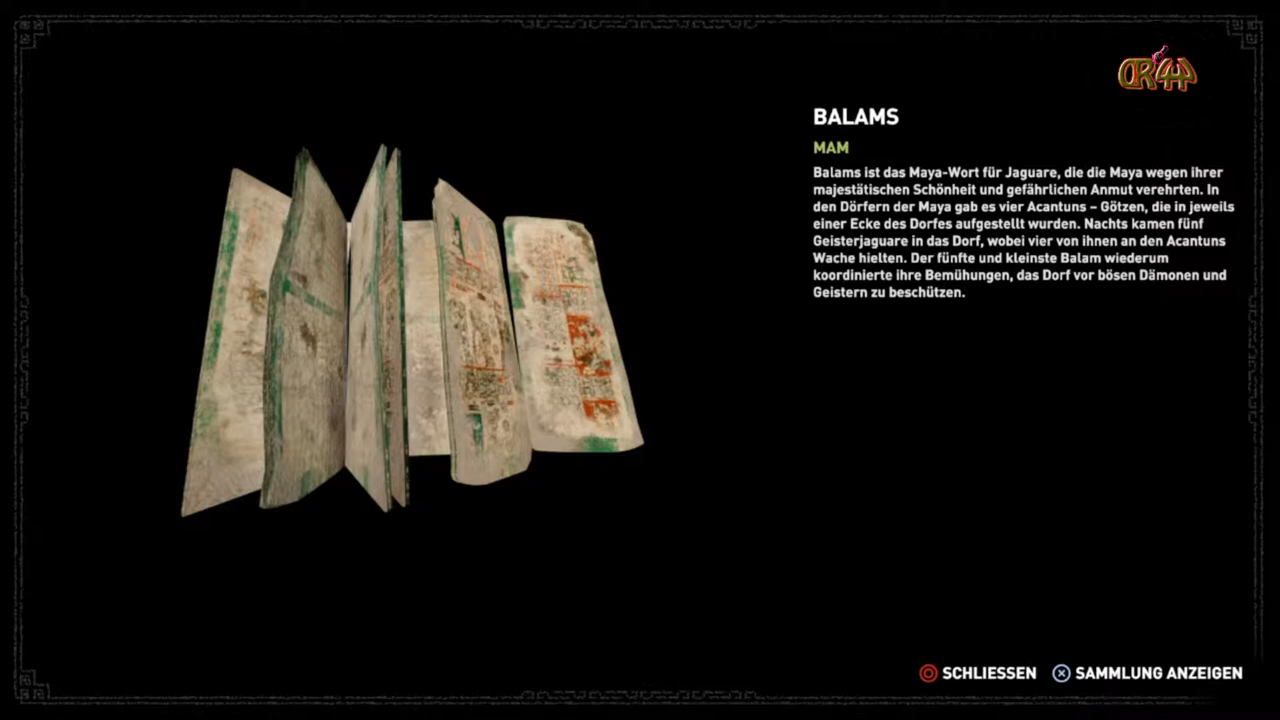 BALAMS
MAM
Balams ist das Maya-Wort für Jaguare, die die Maya wegen ihrer
majestätischen Schönheit und gefährlichen Anmut verehrten. In
den Dörfern der Maya gab es vier Acantuns – Götzen, die in jeweils
einer Ecke des Dorfes aufgestellt wurden. Nachts kamen fünf
Geisterjaguare in das Dorf, wobei vier von ihnen an den Acantuns
Wache hielten. Der fünfte und kleinste Balam wiederum
koordinierte ihre Bemühungen, das Dorf vor bösen Dämonen und
Geistern zu beschützen.
SCHLIESSEN
SAMMLUNG ANZEIGEN